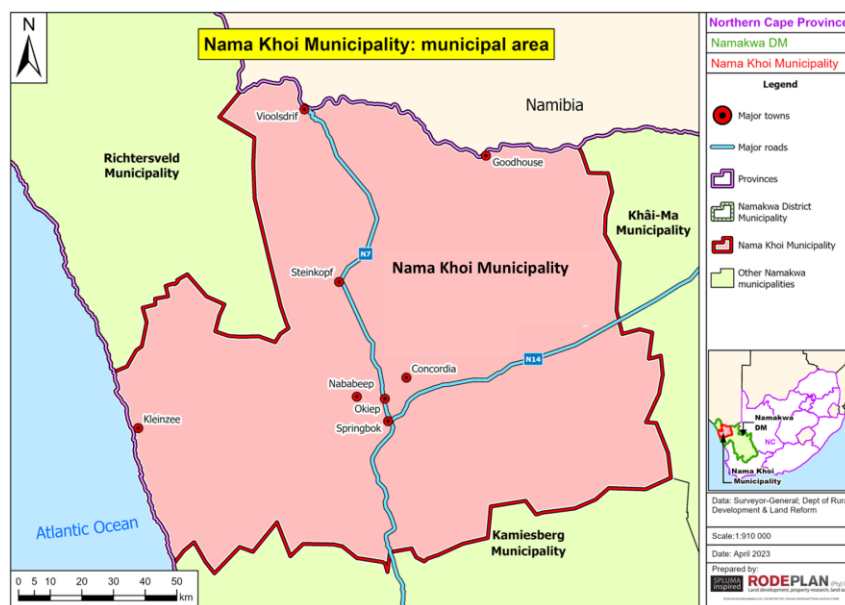 N
Nama Khoi Municipality: municipal area
Vioolsdrif
Namibia
Goodhouse
Richtersveld
Municipality
Khâi-Ma
Municipality
N7
Steinkopf
Nama Khoi Municipality
N14
Concordia
Nababeep
Okiep
Kleinzee
Springbok
Atlantic Ocean
Kamiesberg
Municipality
0 5 10 20 30 40 50
km
Northern Cape Province
Namakwa DM
Nama Khoi Municipality
Legend
Major towns
Major roads
Provinces
Namakwa District
Municipality
Nama Khoi Municipality
Other Namakwa
municipalities
Namakwa
DM
NC
Nama Khoi
Municipality
Data: Surveyor-General; Dept of Rura
Development & Land Reform
Scale:1:910 000
Date: April 2023
Prepared by:
SPLUMA
inspired
RODEPLAN (Pty)